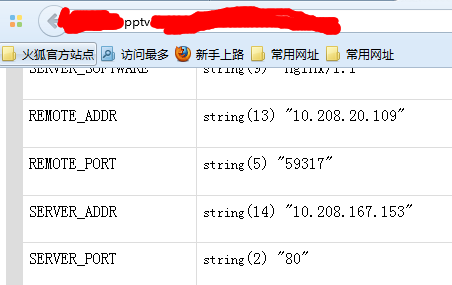 pptv
火狐官方站点 访问最多 新手上路 常用网址 常用网址
SERVER_SOFTWARE string(9) "nginx/1.1"
REMOTE_ADDR string(13) "10.208.20.109"
REMOTE_PORT string(5) "59317"
SERVER_ADDR string(14) "10.208.167.153"
SERVER_PORT string(2) "80"